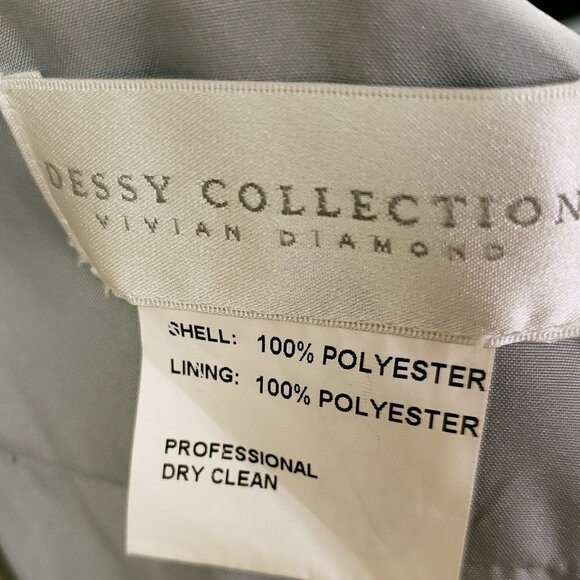 DESSY COLLECTION
VIVIAN DIAMOND
SHELL: 100% POLYESTER
LINING: 100% POLYESTER
PROFESSIONAL
DRY CLEAN